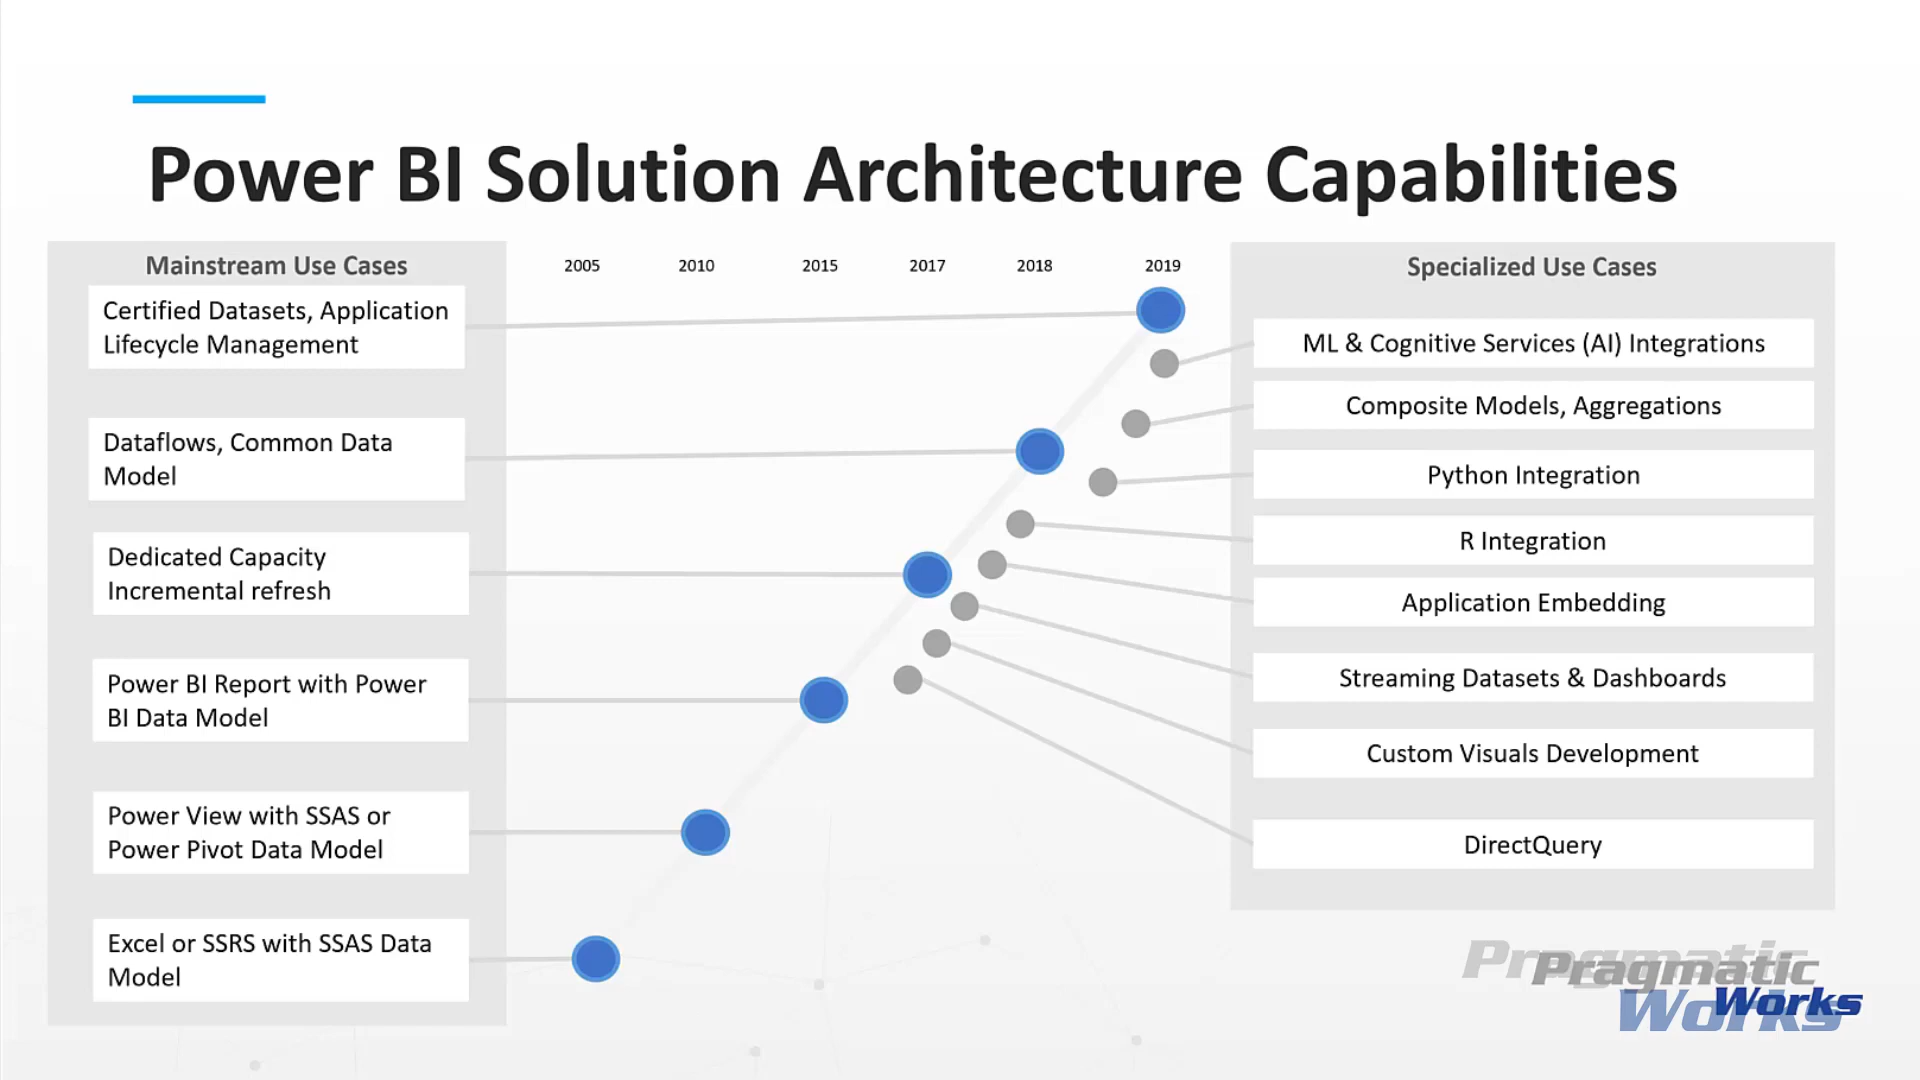 Power BI Solution Architecture Capabilities
Mainstream Use Cases
Certified Datasets, Application
Lifecycle Management
Dataflows, Common Data
Model
Dedicated Capacity
Incremental refresh
Power BI Report with Power
BI Data Model
Power View with SSAS or
Power Pivot Data Model
Excel or SSRS with SSAS Data
Model
2005 2010 2015 2017 2018 2019
Specialized Use Cases
ML & Cognitive Services (AI) Integrations
Composite Models, Aggregations
Python Integration
R Integration
Application Embedding
Streaming Datasets & Dashboards
Custom Visuals Development
DirectQuery
Pragmatic
Works
Pragmatic
Works